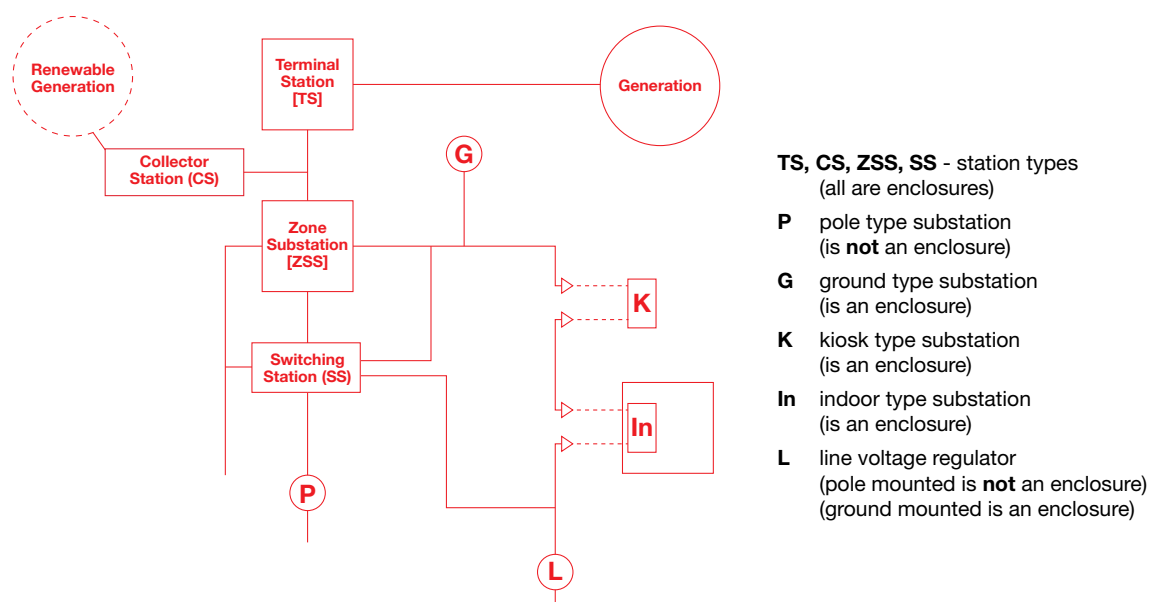 Renewable
Generation
Terminal
Station
[TS]
Generation
Collector
Station (CS)
G
Zone
Substation
[ZSS]
K
Switching
Station (SS)
In
P
L
TS, CS, ZSS, SS - station types
(all are enclosures)
P pole type substation
(is not an enclosure)
G ground type substation
(is an enclosure)
K kiosk type substation
(is an enclosure)
In indoor type substation
(is an enclosure)
L line voltage regulator
(pole mounted is not an enclosure)
(ground mounted is an enclosure)